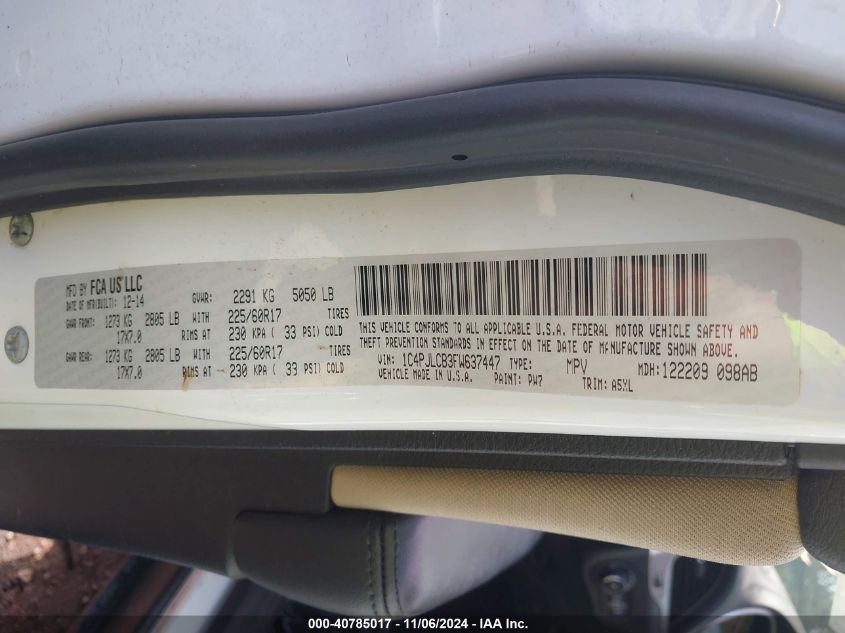 MFD BY FCA US LLC
DATE OF MFR(BUILT): 12-14
GVWR: 2291 KG 5050 LB
GAWR FRONT: 1273 KG 2805 LB WITH 225/60R17 TIRES
17X7.0 RIMS AT 230 KPA ( 33 PSI) COLD
GAWR REAR: 1273 KG 2805 LB WITH 225/60R17 TIRES
17X7.0 RIMS AT 230 KPA ( 33 PSI) COLD
THIS VEHICLE CONFORMS TO ALL APPLICABLE U.S.A. FEDERAL MOTOR VEHICLE SAFETY AND
THEFT PREVENTION STANDARDS IN EFFECT ON THE DATE OF MANUFACTURE SHOWN ABOVE.
VIN: 1C4PJLCB3FW637447 TYPE: MPV MDH:122209 098AB
VEHICLE MADE IN U.S.A. PAINT: PW7 TRIM: A5XL
000-40785017 - 11/06/2024 - IAA Inc.